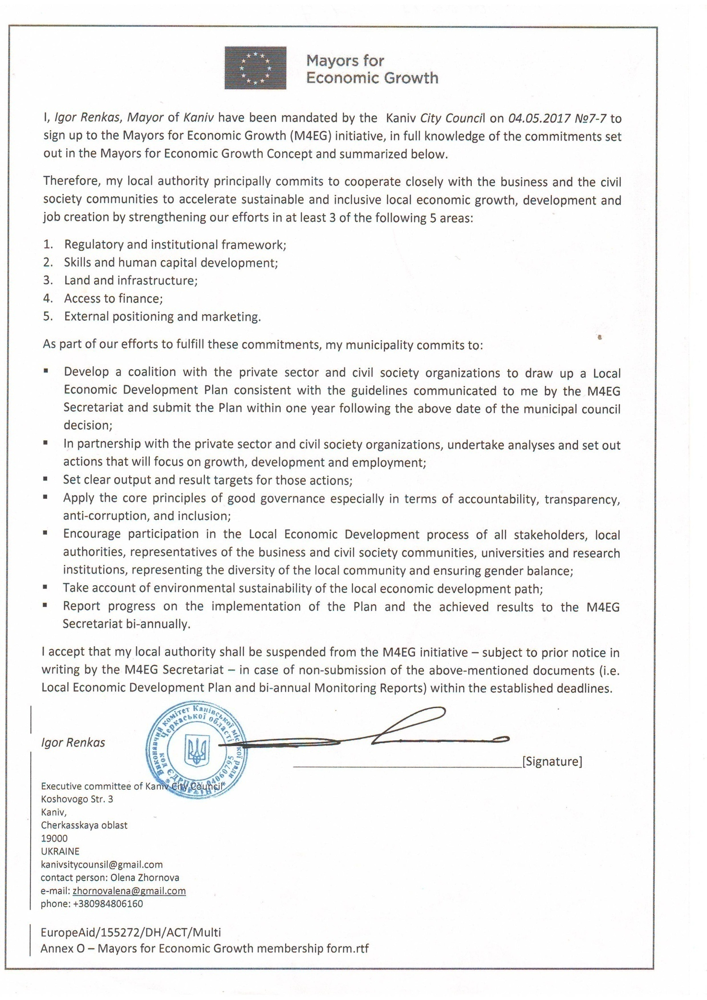 Mayors for
Economic Growth
I, Igor Renkas, Mayor of Kaniv have been mandated by the Kaniv City Council on 04.05.2017 №7-7 to
sign up to the Mayors for Economic Growth (M4EG) initiative, in full knowledge of the commitments set
out in the Mayors for Economic Growth Concept and summarized below.
Therefore, my local authority principally commits to cooperate closely with the business and the civil
society communities to accelerate sustainable and inclusive local economic growth, development and
job creation by strengthening our efforts in at least 3 of the following 5 areas:
1. Regulatory and institutional framework;
2. Skills and human capital development;
3. Land and infrastructure;
4. Access to finance;
5. External positioning and marketing.
As part of our efforts to fulfill these commitments, my municipality commits to:
▪ Develop a coalition with the private sector and civil society organizations to draw up a Local
Economic Development Plan consistent with the guidelines communicated to me by the M4EG
Secretariat and submit the Plan within one year following the above date of the municipal council
decision;
▪ In partnership with the private sector and civil society organizations, undertake analyses and set out
actions that will focus on growth, development and employment;
▪ Set clear output and result targets for those actions;
▪ Apply the core principles of good governance especially in terms of accountability, transparency,
anti-corruption, and inclusion;
▪ Encourage participation in the Local Economic Development process of all stakeholders, local
authorities, representatives of the business and civil society communities, universities and research
institutions, representing the diversity of the local community and ensuring gender balance;
▪ Take account of environmental sustainability of the local economic development path;
▪ Report progress on the implementation of the Plan and the achieved results to the M4EG
Secretariat bi-annually.
I accept that my local authority shall be suspended from the M4EG initiative – subject to prior notice in
writing by the M4EG Secretariat – in case of non-submission of the above-mentioned documents (i.e.
Local Economic Development Plan and bi-annual Monitoring Reports) within the established deadlines.
Виконавчий комітет Канівської міської ради
Черкаської області
код ЄДРПОУ 04060795
* УКРАЇНА *
Igor Renkas
[Signature]
Executive committee of Kaniv City Council
Koshovogo Str. 3
Kaniv,
Cherkasskaya oblast
19000
UKRAINE
kanivsitycounsil@gmail.com
contact person: Olena Zhornova
e-mail: zhornovalena@gmail.com
phone: +380984806160
EuropeAid/155272/DH/ACT/Multi
Annex O – Mayors for Economic Growth membership form.rtf